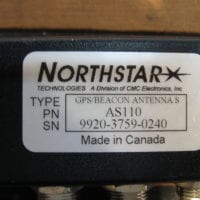 NORTHSTAR
TECHNOLOGIES A Division of CMC Electronics, Inc.
TYPE GPS/BEACON ANTENNA S
PN AS110
SN 9920-3759-0240
Made in Canada